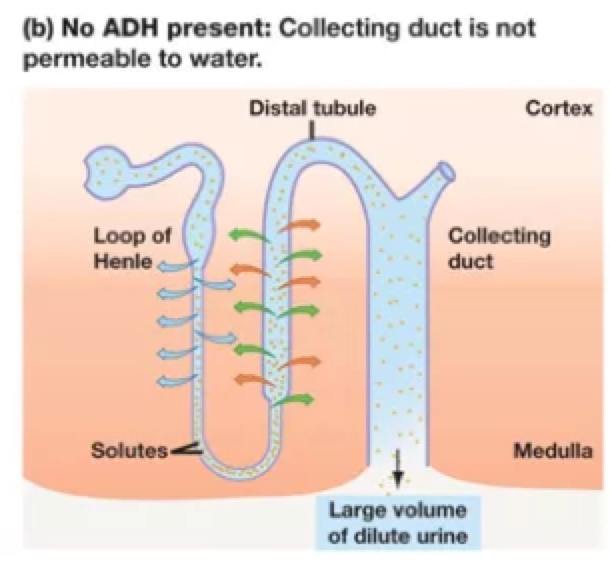 (b) No ADH present: Collecting duct is not
permeable to water.
Distal tubule
Cortex
Loop of
Henle
Collecting
duct
Solutes
Medulla
Large volume
of dilute urine